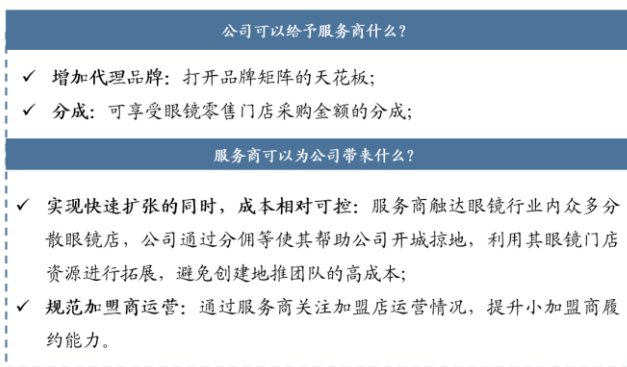 公司可以给予服务商什么？
✓ 增加代理品牌：打开品牌矩阵的天花板；
✓ 分成：可享受眼镜零售门店采购金额的分成；
服务商可以为公司带来什么？
✓ 实现快速扩张的同时，成本相对可控：服务商触达眼镜行业内众多分
散眼镜店，公司通过分佣等使其帮助公司开城掠地，利用其眼镜门店
资源进行拓展，避免创建地推团队的高成本；
✓ 规范加盟商运营：通过服务商关注加盟店运营情况，提升小加盟商履
约能力。